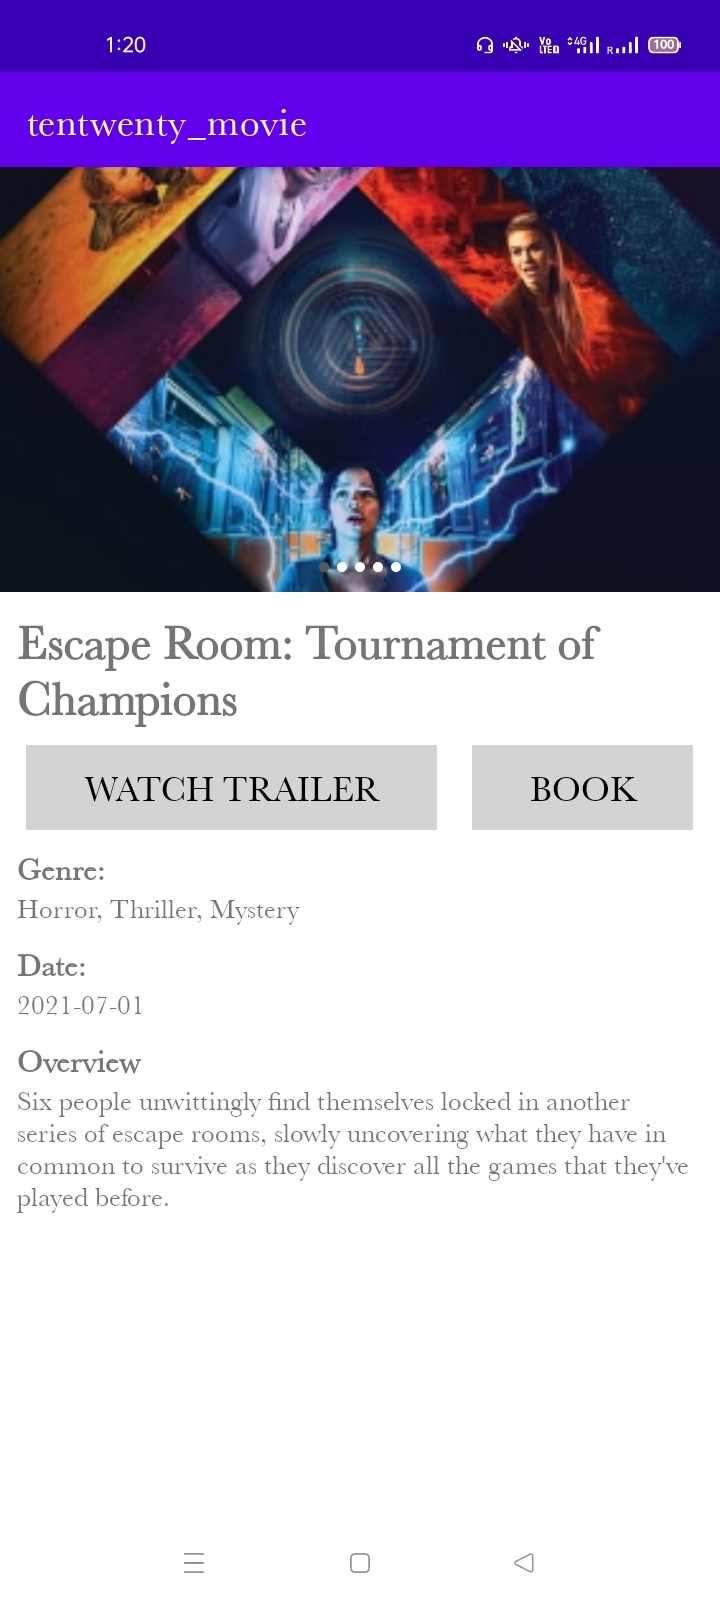 1:20
Vo LTED 4G R 100
tentwenty_movie
Escape Room: Tournament of
Champions
WATCH TRAILER BOOK
Genre:
Horror, Thriller, Mystery
Date:
2021-07-01
Overview
Six people unwittingly find themselves locked in another
series of escape rooms, slowly uncovering what they have in
common to survive as they discover all the games that they've
played before.